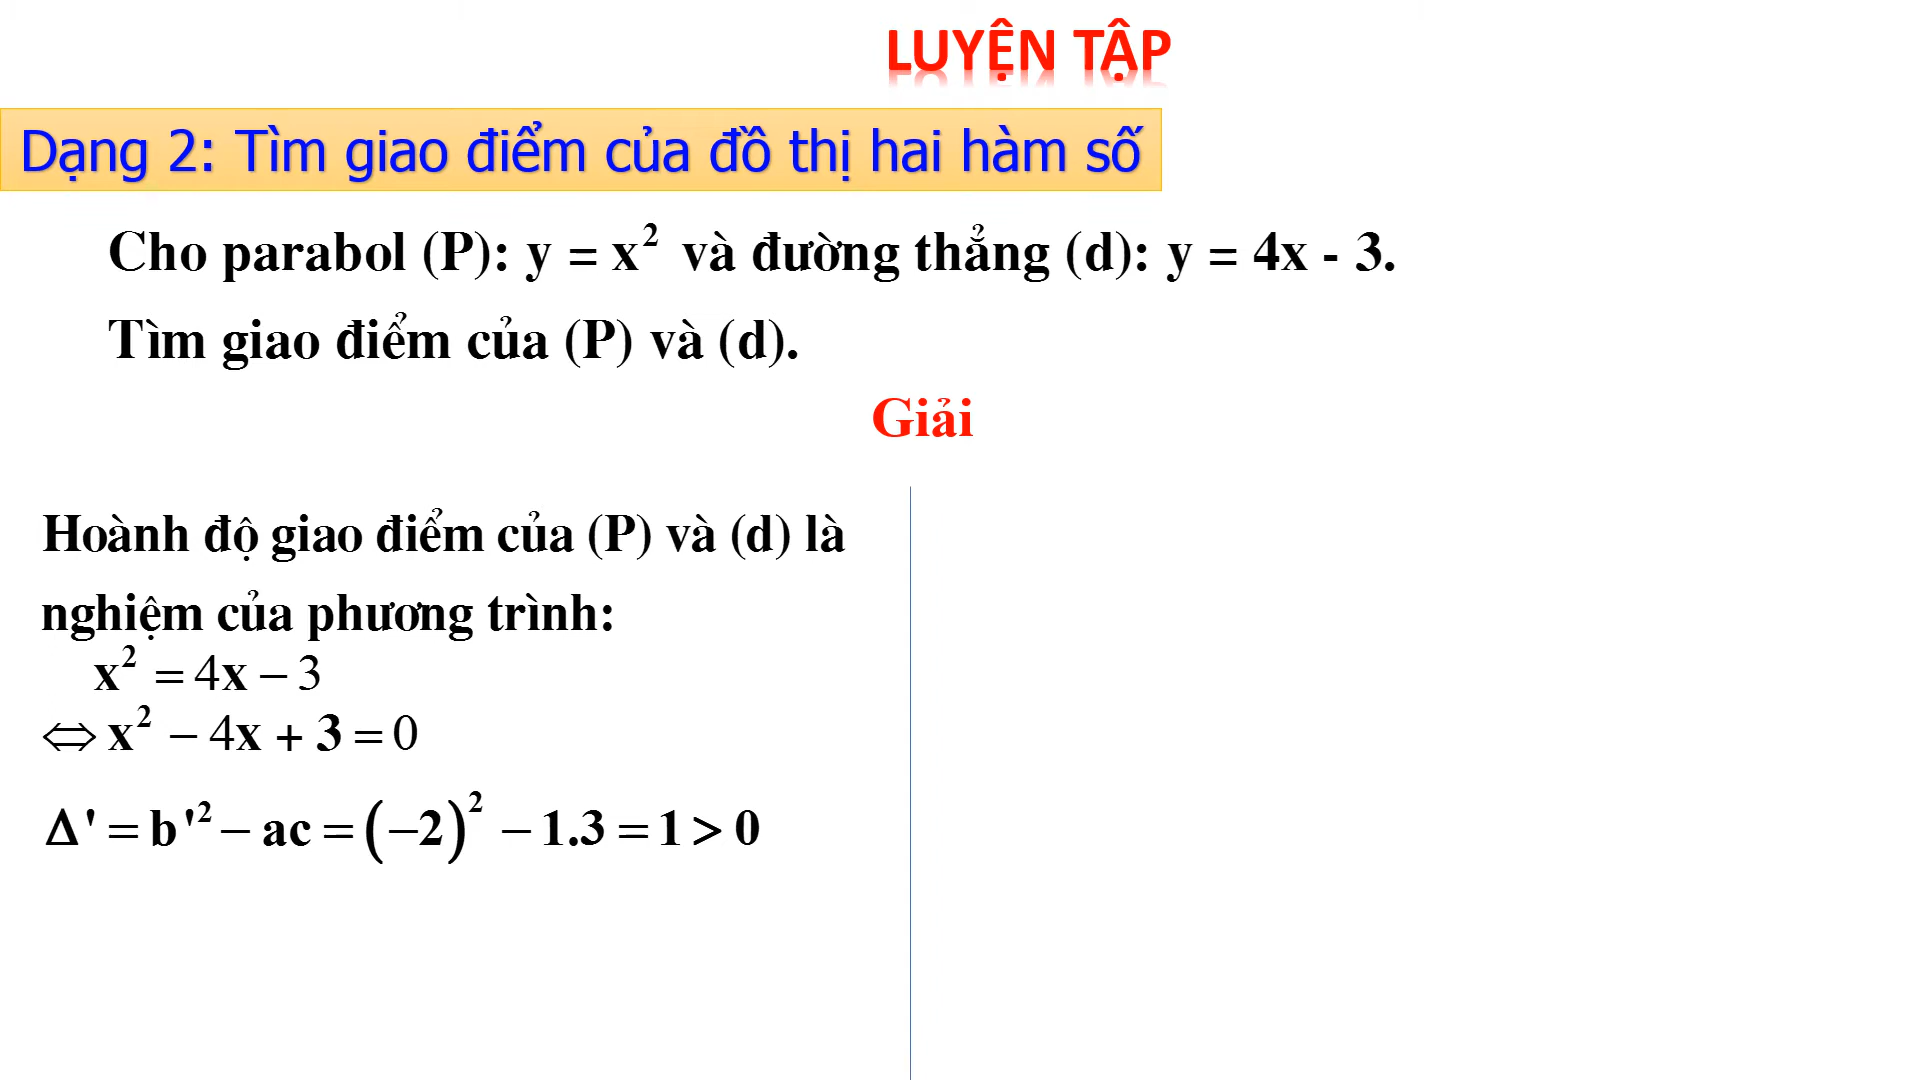 LUYỆN TẬP
Dạng 2: Tìm giao điểm của đồ thị hai hàm số
Cho parabol (P): y = x² và đường thẳng (d): y = 4x - 3.
Tìm giao điểm của (P) và (d).
Giải
Hoành độ giao điểm của (P) và (d) là
nghiệm của phương trình:
x² = 4x − 3
⇔ x² − 4x + 3 = 0
Δ' = b'² − ac = (−2)² − 1.3 = 1 > 0